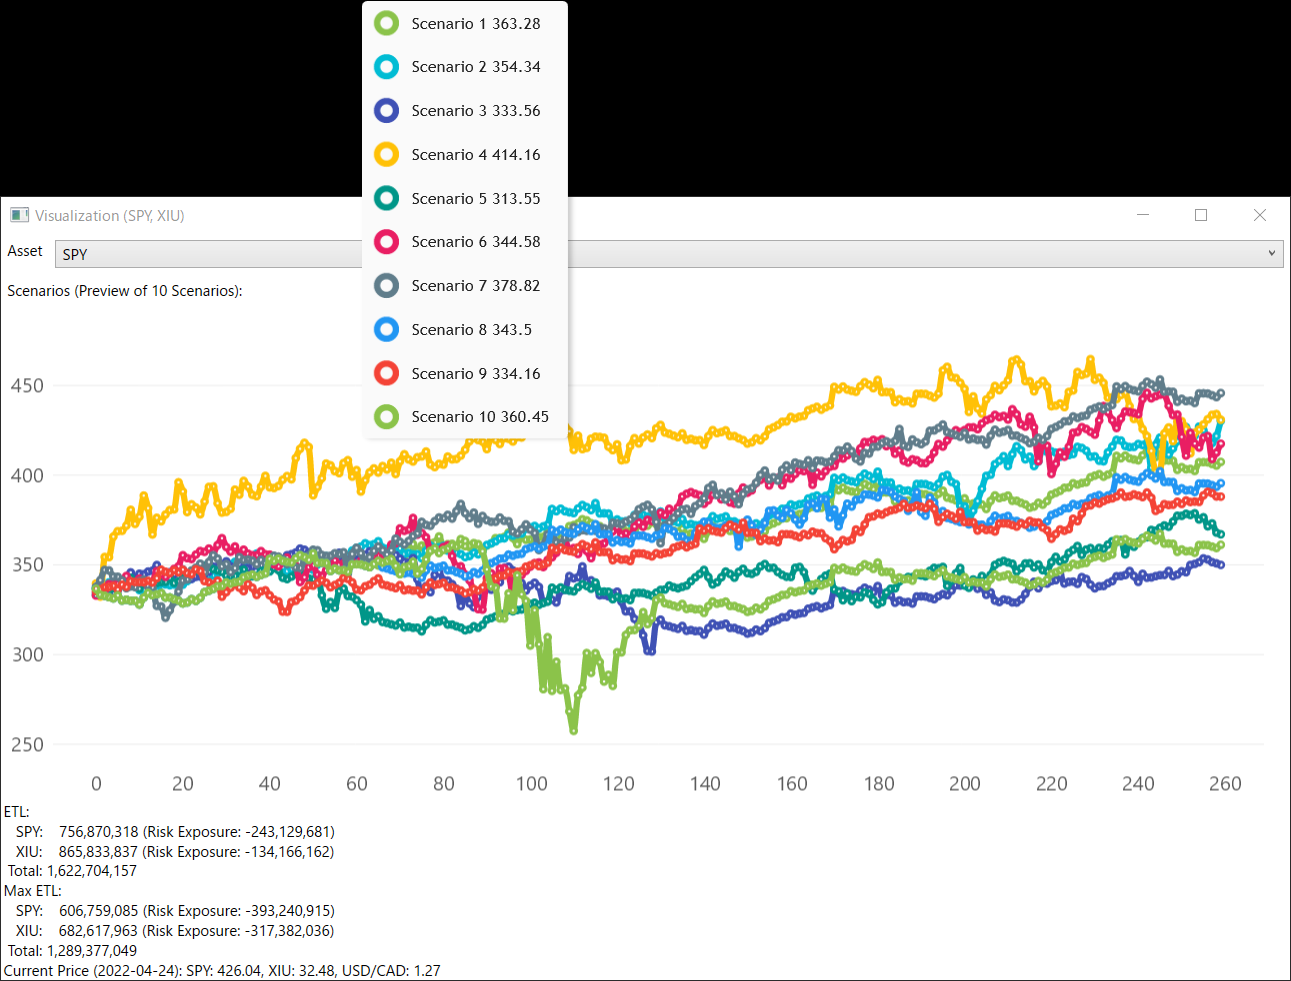 Scenario 1 363.28
Scenario 2 354.34
Scenario 3 333.56
Scenario 4 414.16
Scenario 5 313.55
Scenario 6 344.58
Scenario 7 378.82
Scenario 8 343.5
Scenario 9 334.16
Scenario 10 360.45
Visualization (SPY, XIU)
Asset SPY
Scenarios (Preview of 10 Scenarios):
450
400
350
300
250
0 20 40 60 80 100 120 140 160 180 200 220 240 260
ETL:
SPY: 756,870,318 (Risk Exposure: -243,129,681)
XIU: 865,833,837 (Risk Exposure: -134,166,162)
Total: 1,622,704,157
Max ETL:
SPY: 606,759,085 (Risk Exposure: -393,240,915)
XIU: 682,617,963 (Risk Exposure: -317,382,036)
Total: 1,289,377,049
Current Price (2022-04-24): SPY: 426.04, XIU: 32.48, USD/CAD: 1.27